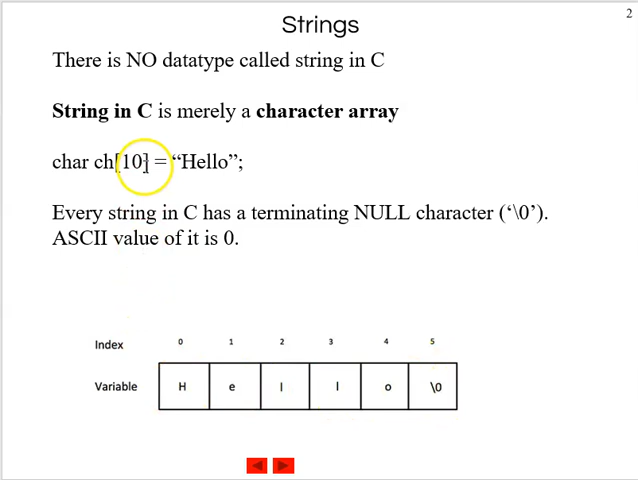 2
Strings
There is NO datatype called string in C
String in C is merely a character array
char ch[10] = “Hello”;
Every string in C has a terminating NULL character (‘\0’).
ASCII value of it is 0.
Index 0 1 2 3 4 5
Variable H e l l o \0